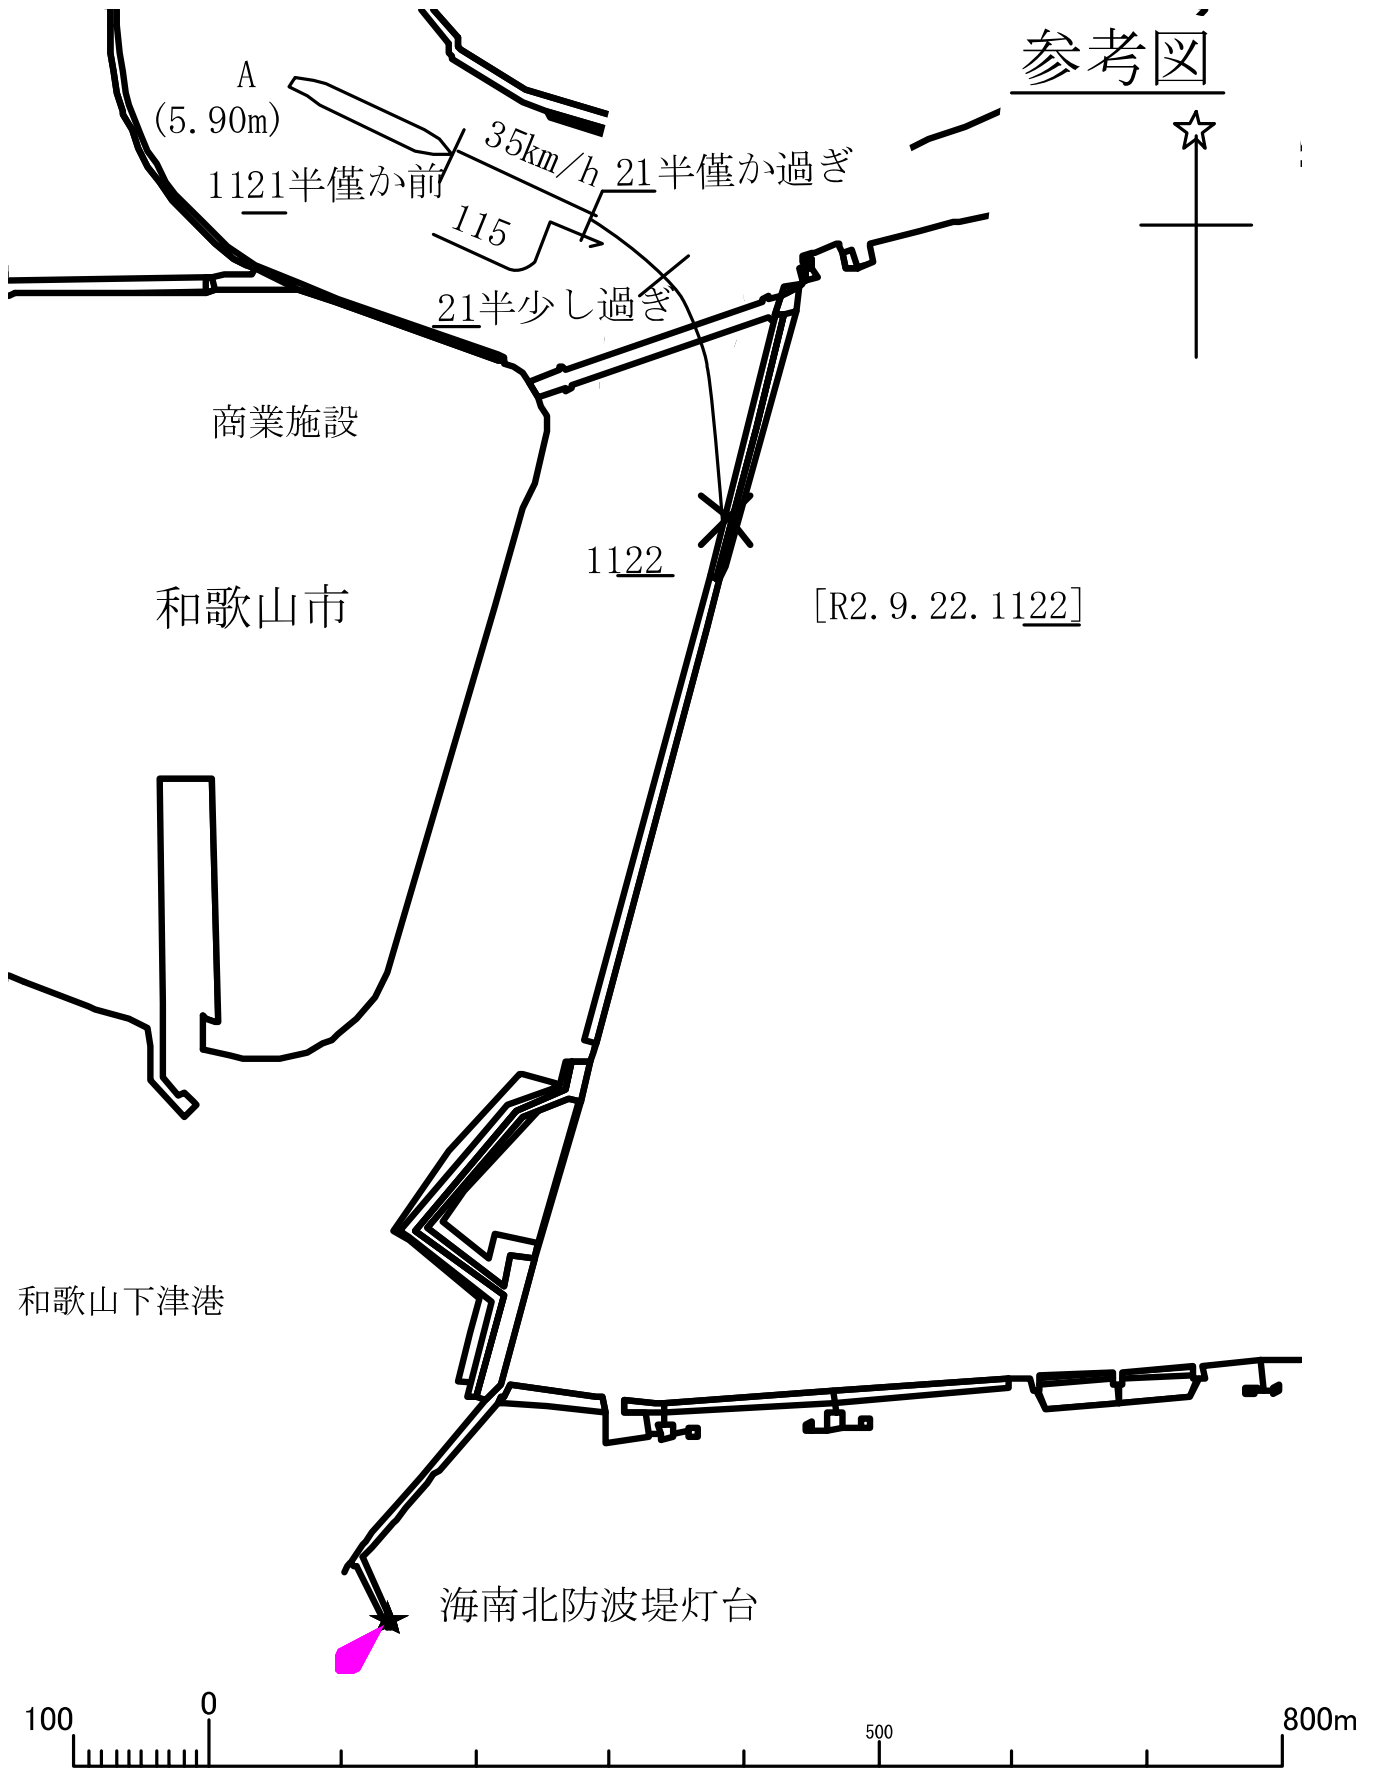 参考図
A
(5.90m)
35km/h
1121半僅か前
21半僅か過ぎ
115
21半少し過ぎ
商業施設
1122
和歌山市
[R2.9.22.1122]
和歌山下津港
海南北防波堤灯台
100
0
500
800m